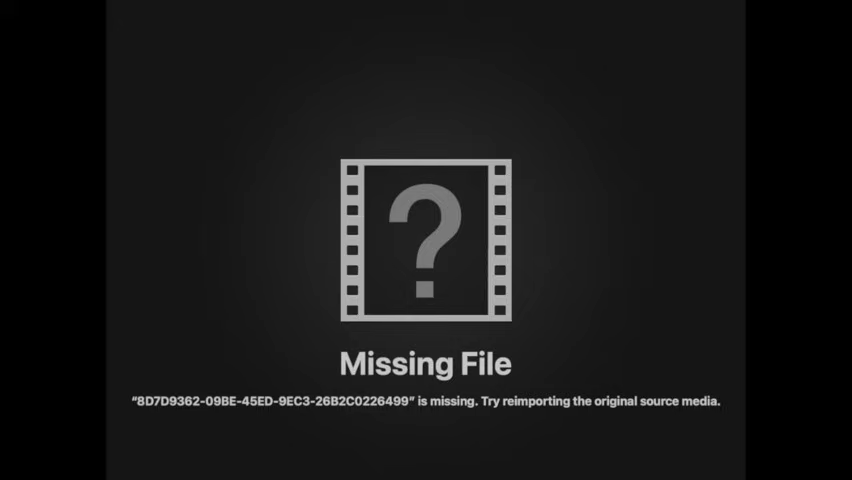 ?
Missing File
“8D7D9362-09BE-45ED-9EC3-26B2C0226499” is missing. Try reimporting the original source media.